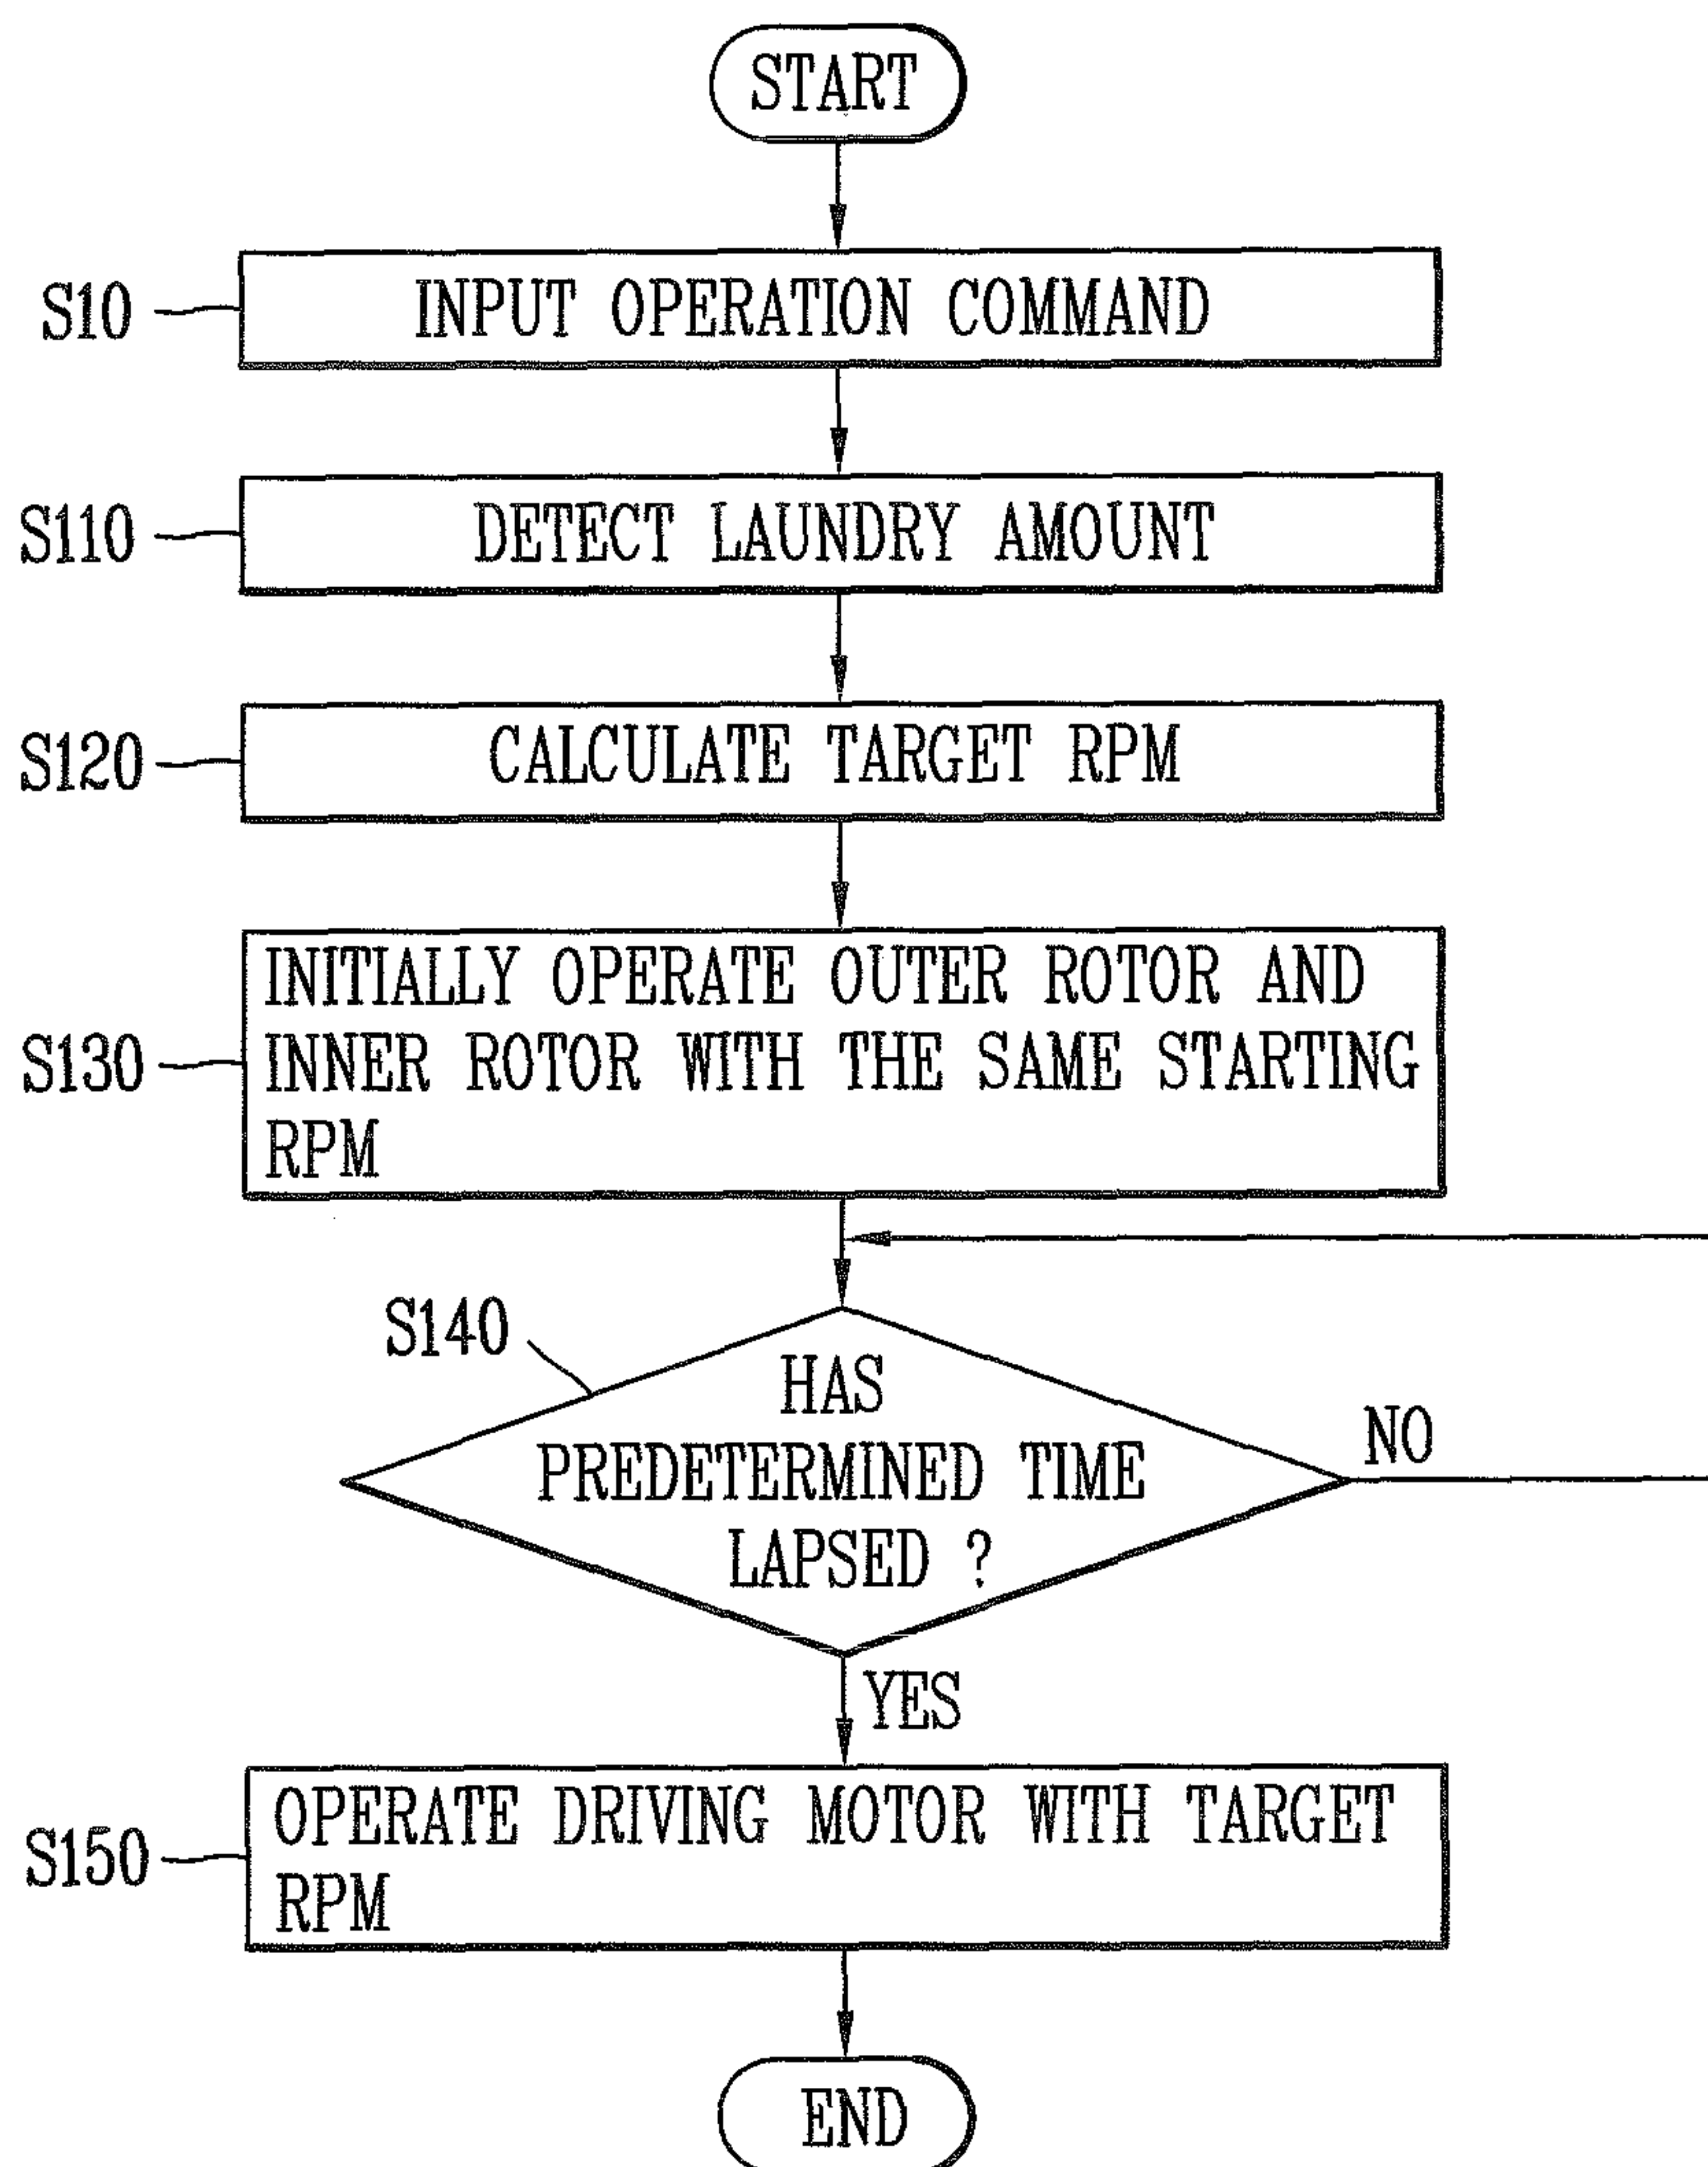 START
S10
INPUT OPERATION COMMAND
S110
DETECT LAUNDRY AMOUNT
S120
CALCULATE TARGET RPM
S130
INITIALLY OPERATE OUTER ROTOR AND
INNER ROTOR WITH THE SAME STARTING
RPM
S140
HAS
PREDETERMINED TIME
LAPSED ?
NO
YES
S150
OPERATE DRIVING MOTOR WITH TARGET
RPM
END